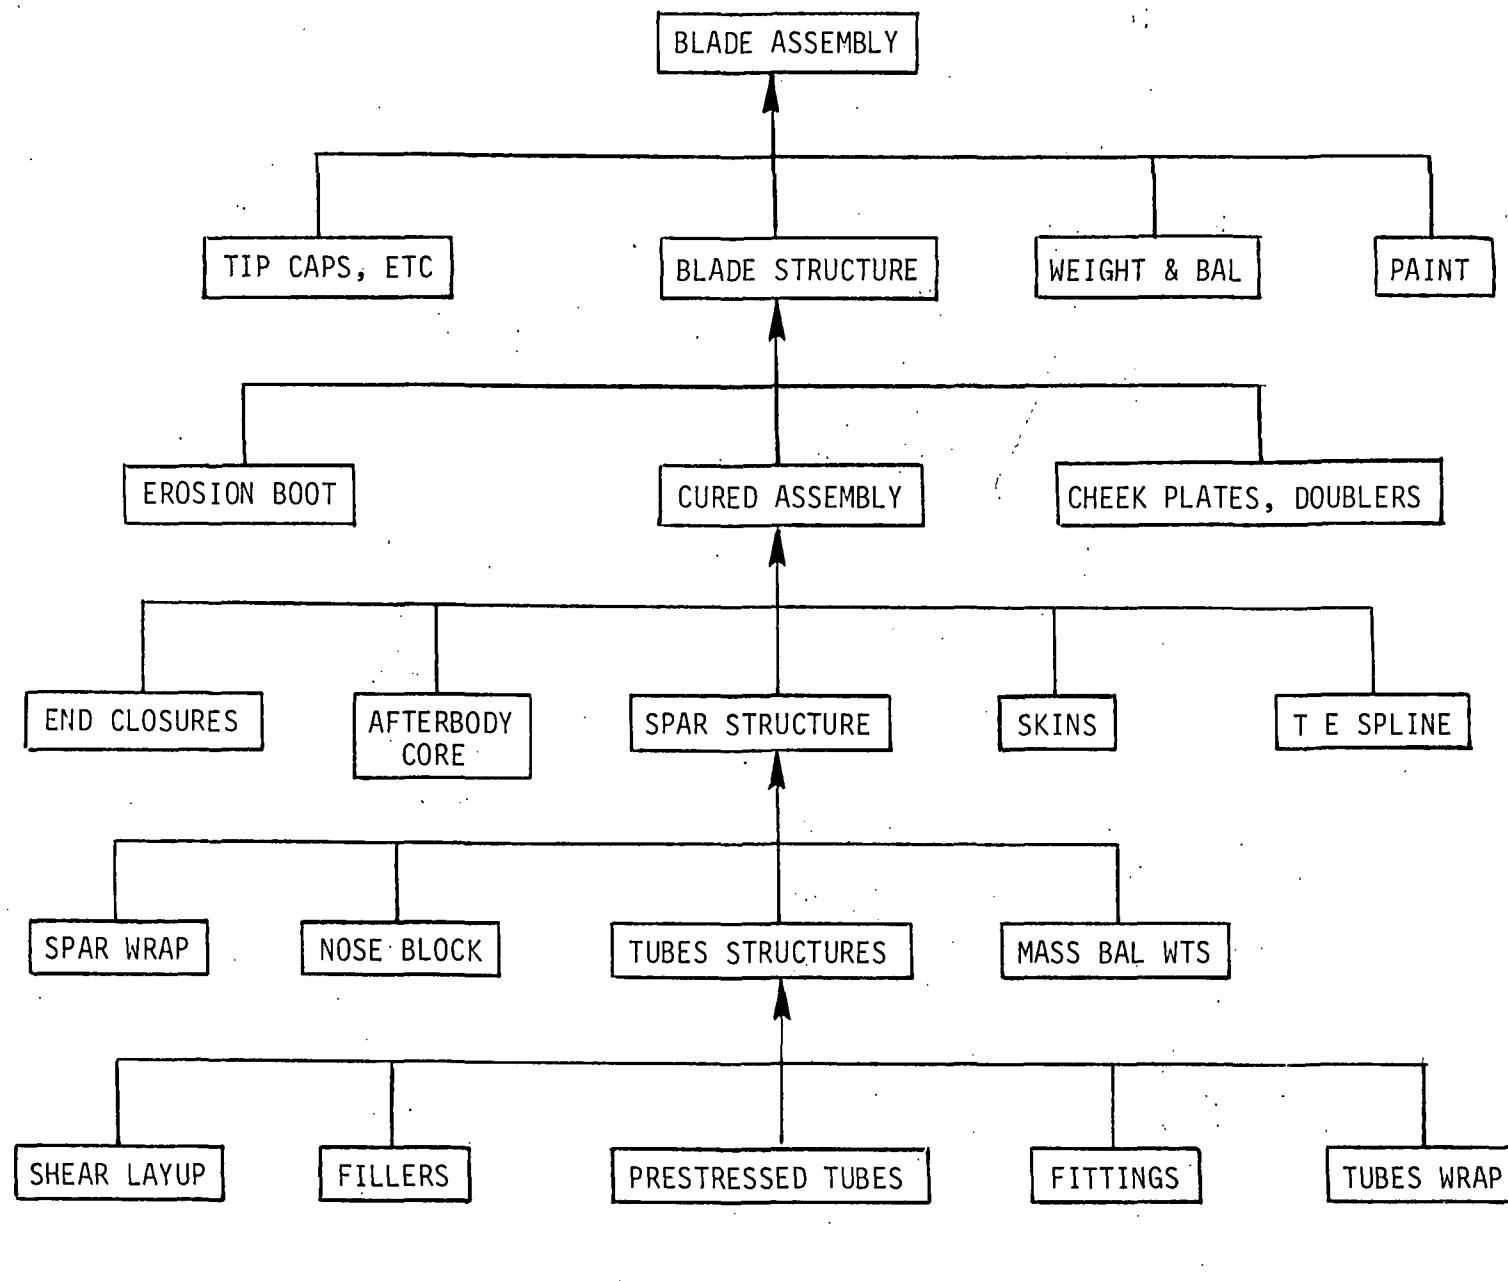 BLADE ASSEMBLY
TIP CAPS, ETC
BLADE STRUCTURE
WEIGHT & BAL
PAINT
EROSION BOOT
CURED ASSEMBLY
CHEEK PLATES, DOUBLERS
END CLOSURES
AFTERBODY
CORE
SPAR STRUCTURE
SKINS
T E SPLINE
SPAR WRAP
NOSE BLOCK
TUBES STRUCTURES
MASS BAL WTS
SHEAR LAYUP
FILLERS
PRESTRESSED TUBES
FITTINGS
TUBES WRAP